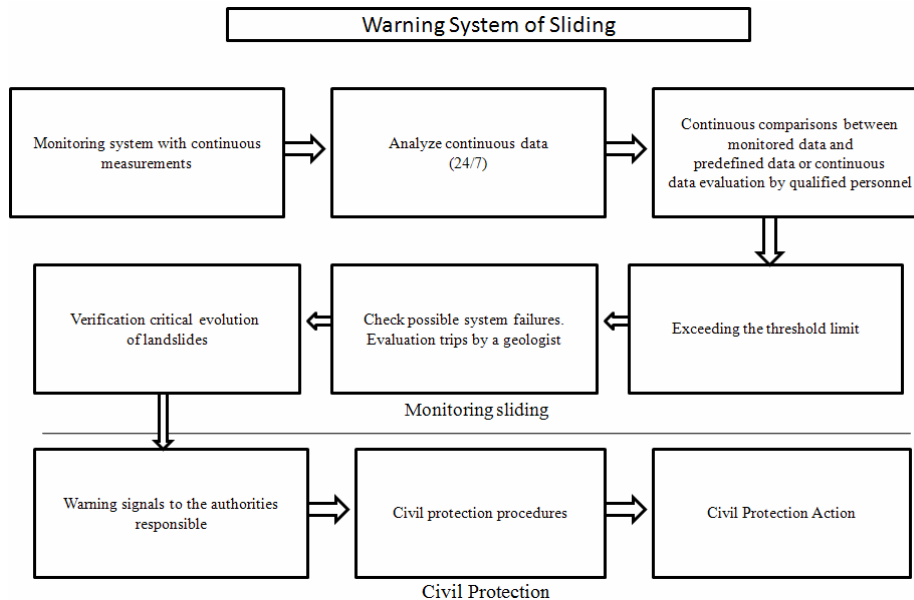 Warning System of Sliding
Monitoring system with continuous
measurements
Analyze continuous data
(24/7)
Continuous comparisons between
monitored data and
predefined data or continuous
data evaluation by qualified personnel
Exceeding the threshold limit
Check possible system failures.
Evaluation trips by a geologist
Verification critical evolution
of landslides
Monitoring sliding
Warning signals to the authorities
responsible
Civil protection procedures
Civil Protection Action
Civil Protection